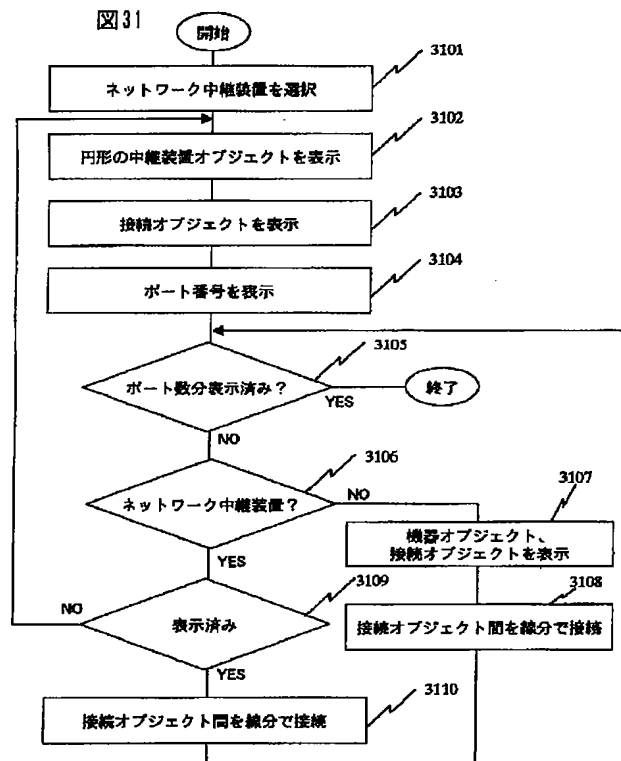 図31
開始
3101
ネットワーク中継装置を選択
3102
円形の中継装置オブジェクトを表示
3103
接続オブジェクトを表示
3104
ポート番号を表示
3105
ポート数分表示済み?
YES
終了
NO
3106
ネットワーク中継装置?
NO
3107
機器オブジェクト、
接続オブジェクトを表示
YES
3108
接続オブジェクト間を線分で接続
3109
NO
表示済み
YES
3110
接続オブジェクト間を線分で接続